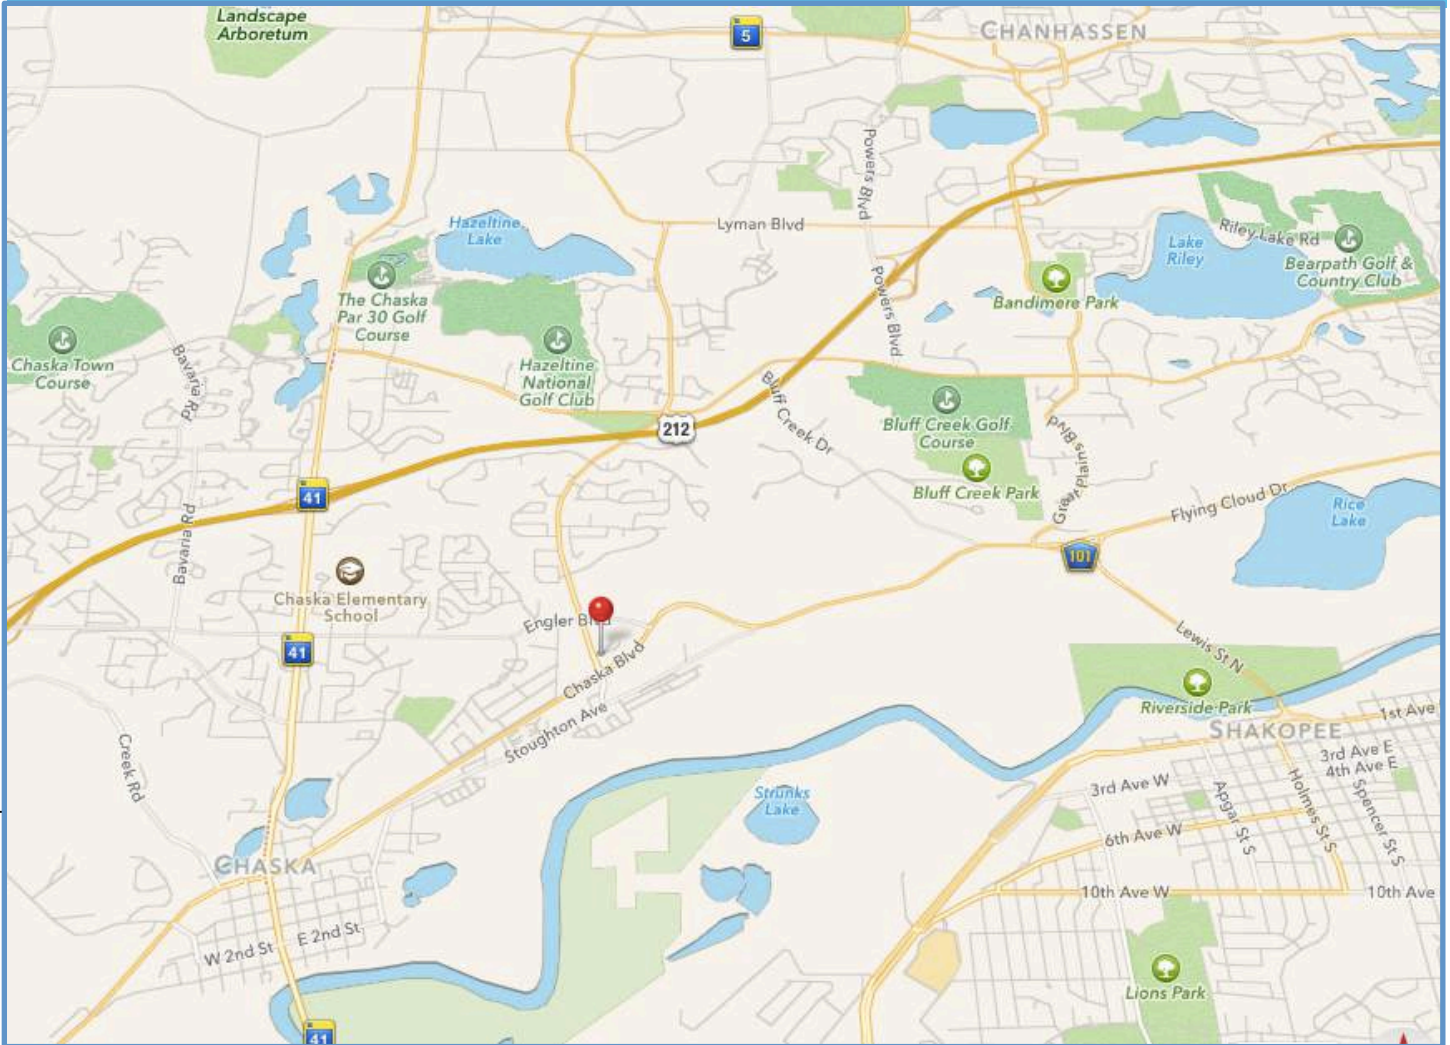 Landscape
Arboretum
5
CHANHASSEN
Powers Blvd
Hazeltine
Lake
Lyman Blvd
Lake
Riley
Riley Lake Rd
Bearpath Golf &
Country Club
The Chaska
Par 30 Golf
Course
Powers Blvd
Bandimere Park
Chaska Town
Course
Bavaria Rd
Hazeltine
National
Golf Club
Bluff Creek Dr
Bluff Creek Golf
Course
212
Great Plains Blvd
Bluff Creek Park
41
Flying Cloud Dr
Rice
Lake
Bavaria Rd
101
Chaska Elementary
School
Engler Blvd
41
Chaska Blvd
Lewis St N
Riverside Park
Stoughton Ave
SHAKOPEE
1st Ave
3rd Ave E
4th Ave E
Creek Rd
3rd Ave W
Strunks
Lake
Apgar St S
Holmes St S
Spencer St S
6th Ave W
CHASKA
10th Ave W
10th Ave
W 2nd St
E 2nd St
Lions Park
41